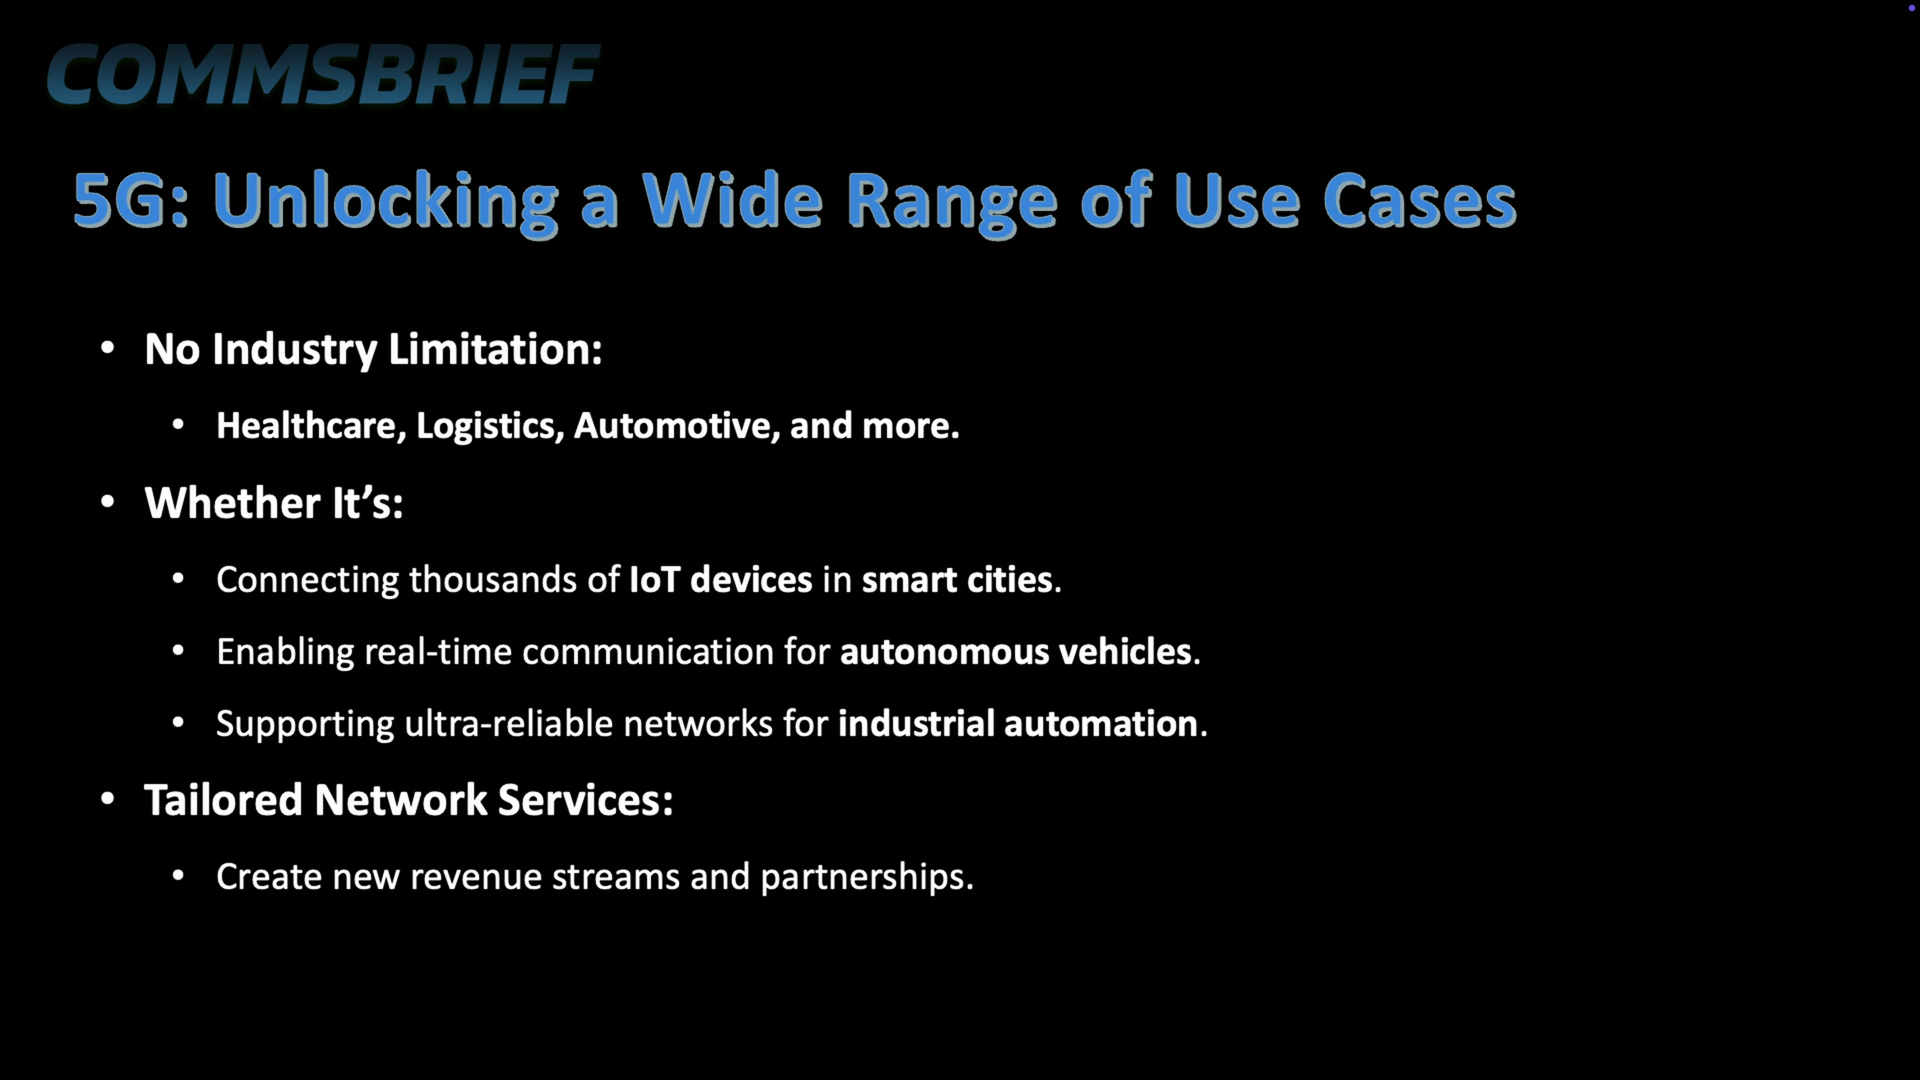 COMMSBRIEF
5G: Unlocking a Wide Range of Use Cases
• No Industry Limitation:
• Healthcare, Logistics, Automotive, and more.
• Whether It’s:
• Connecting thousands of IoT devices in smart cities.
• Enabling real-time communication for autonomous vehicles.
• Supporting ultra-reliable networks for industrial automation.
• Tailored Network Services:
• Create new revenue streams and partnerships.